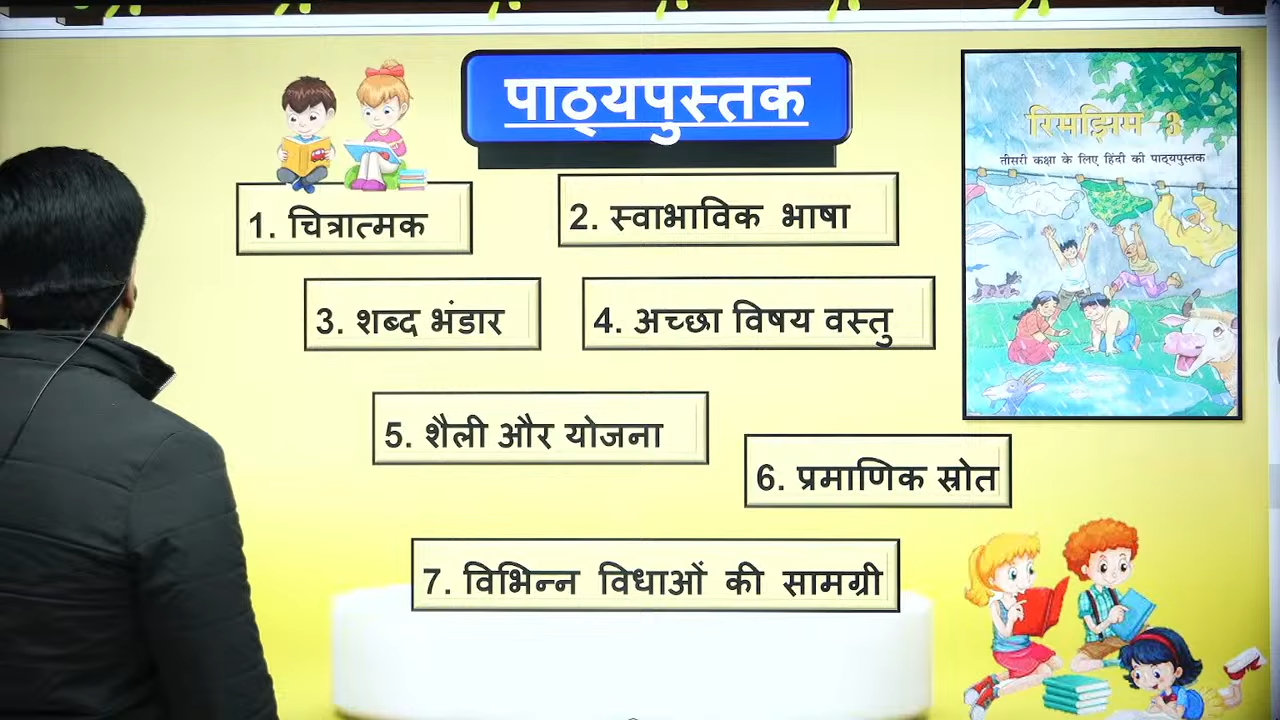 पाठ्यपुस्तक
रिमझिम 3
तीसरी कक्षा के लिए हिंदी की पाठ्यपुस्तक
1. चित्रात्मक
2. स्वाभाविक भाषा
3. शब्द भंडार
4. अच्छा विषय वस्तु
5. शैली और योजना
6. प्रमाणिक स्रोत
7. विभिन्न विधाओं की सामग्री